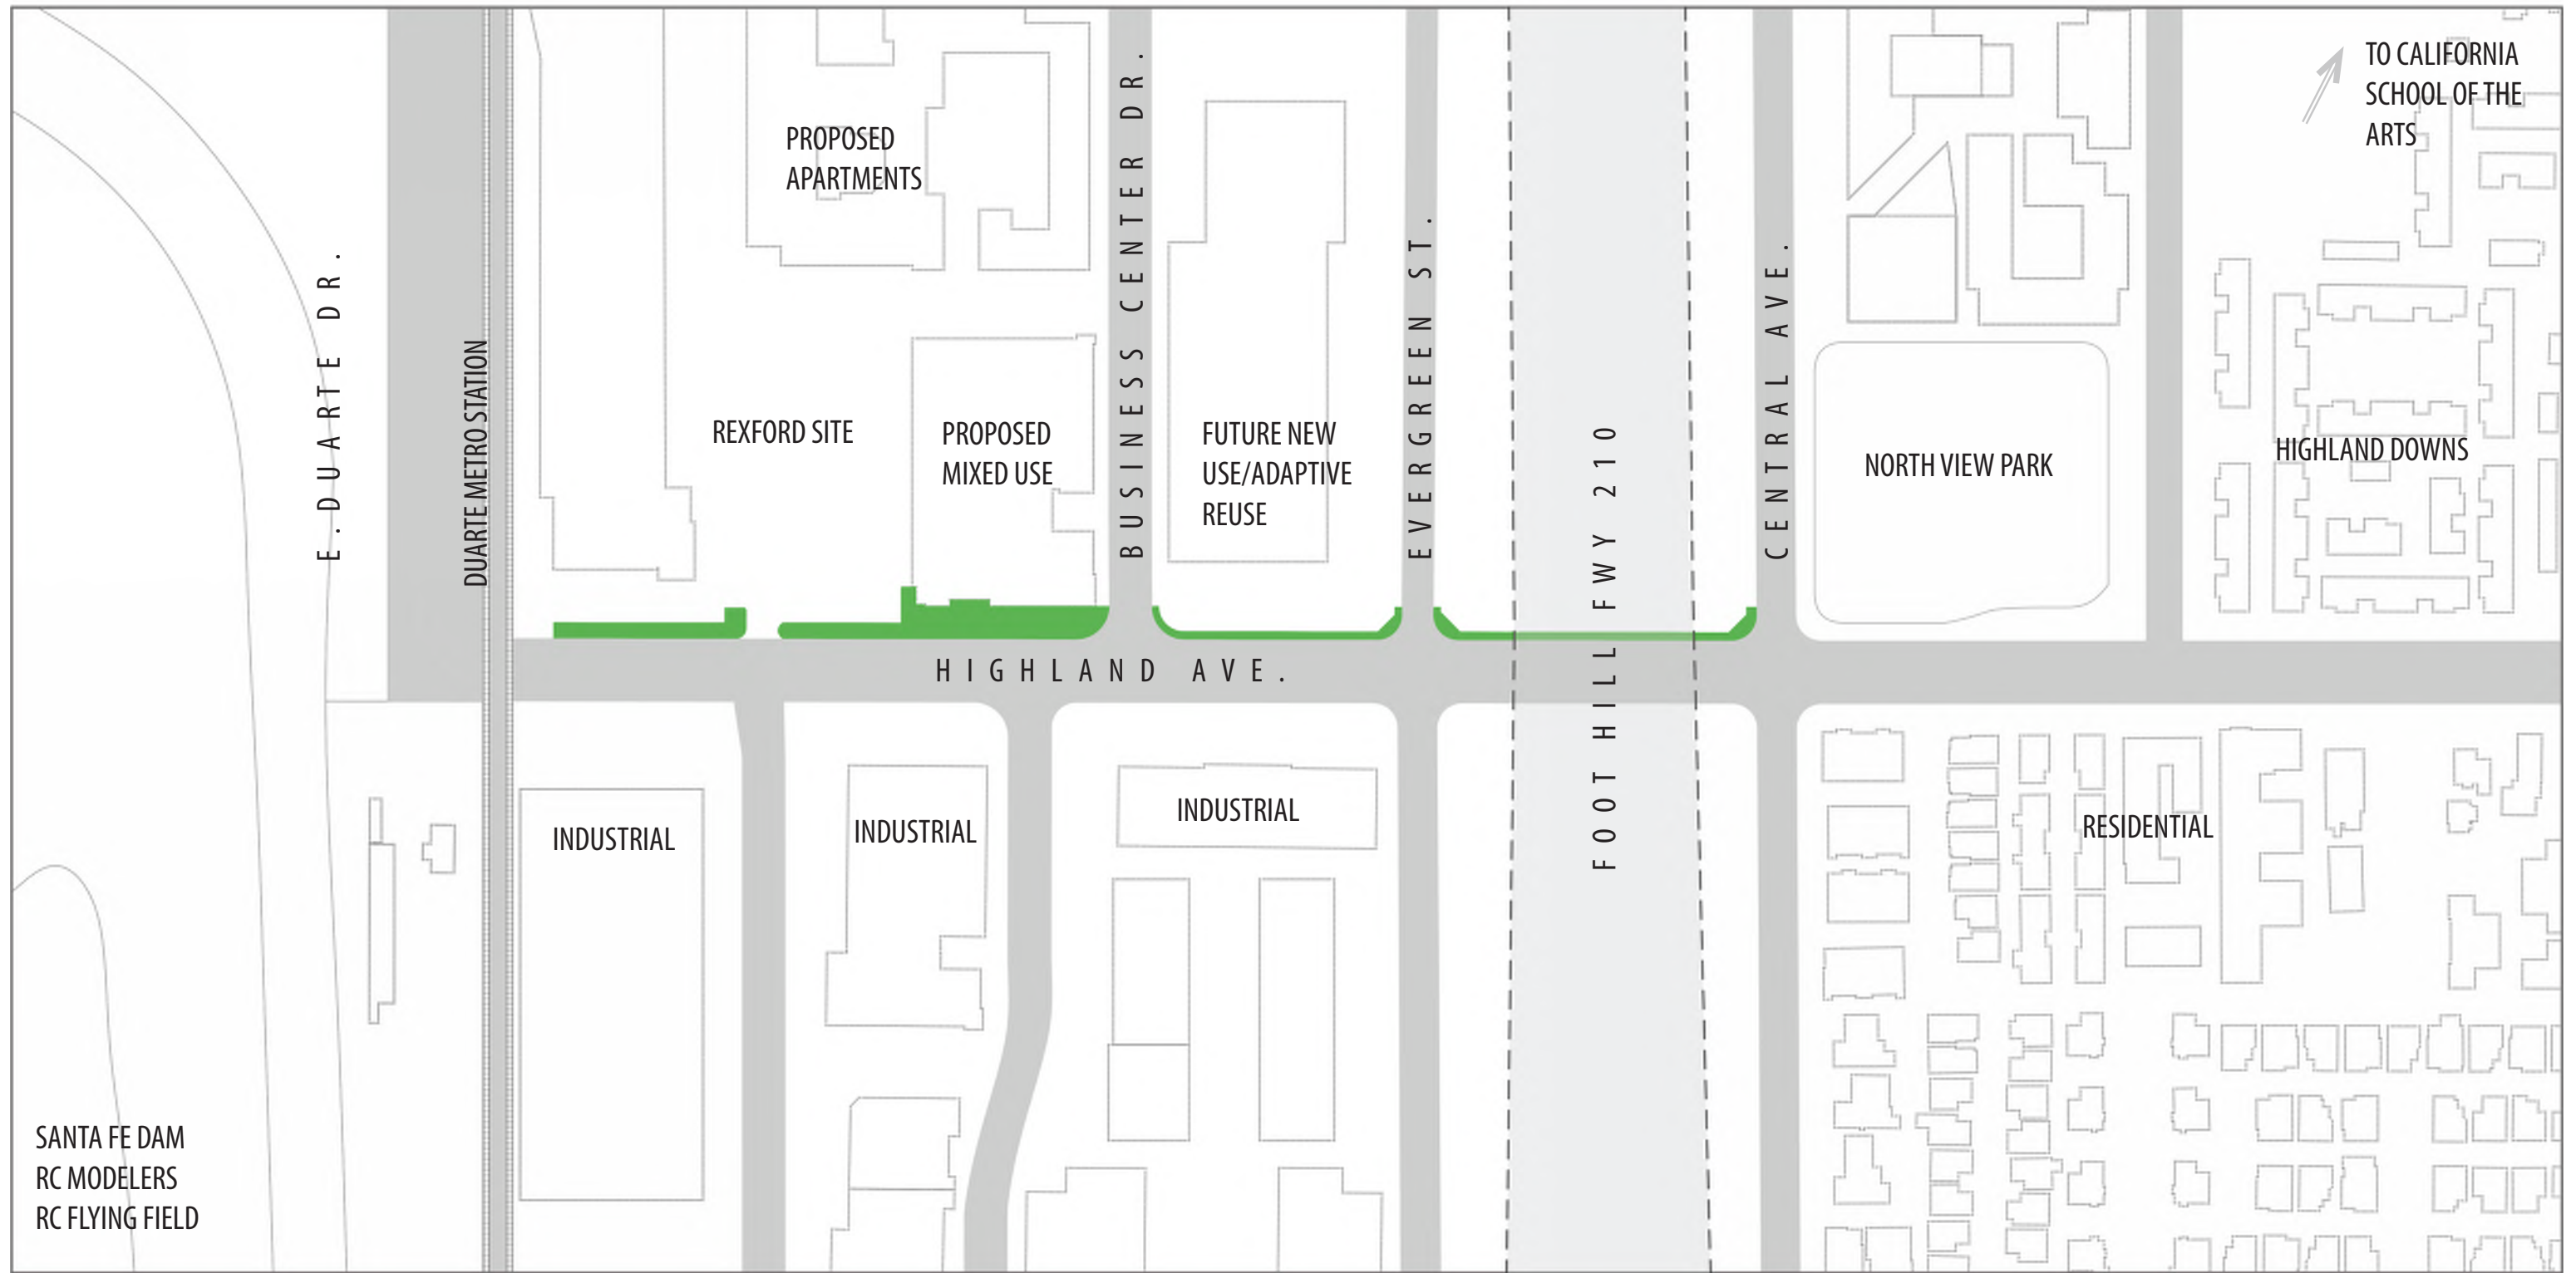 TO CALIFORNIA
SCHOOL OF THE
ARTS
PROPOSED
APARTMENTS
BUSINESS CENTER DR.
EVERGREEN ST.
CENTRAL AVE.
E. DUARTE DR.
DUARTE METRO STATION
REXFORD SITE
PROPOSED
MIXED USE
FUTURE NEW
USE/ADAPTIVE
REUSE
FOOT HILL FWY 210
NORTH VIEW PARK
HIGHLAND DOWNS
HIGHLAND AVE.
INDUSTRIAL
INDUSTRIAL
INDUSTRIAL
RESIDENTIAL
SANTA FE DAM
RC MODELERS
RC FLYING FIELD